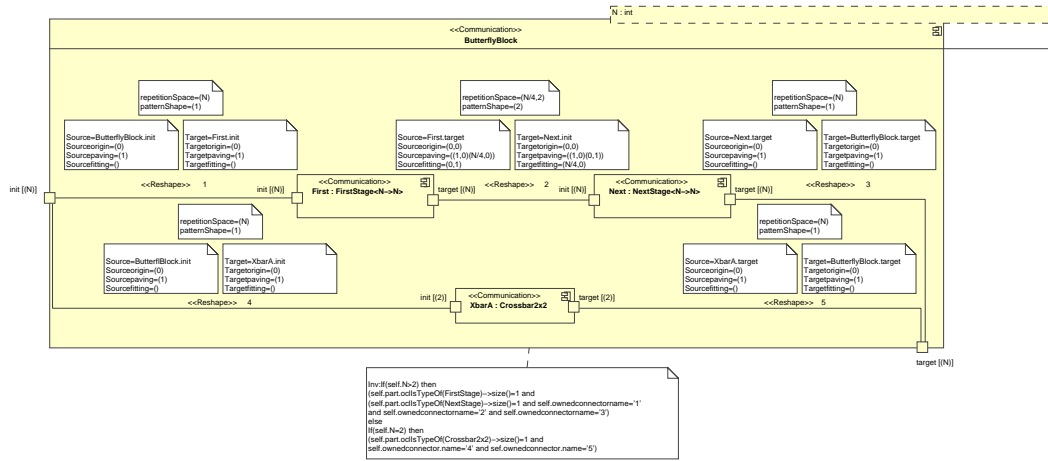 N : int
<<Communication>>
ButterflyBlock
repetitionSpace=(N)
patternShape=(1)
repetitionSpace=(N/4,2)
patternShape=(2)
repetitionSpace=(N)
patternShape=(1)
Source=ButterflyBlock.init
Sourceorigin=(0)
Sourcepaving=(1)
Sourcefitting=()
Target=First.init
Targetorigin=(0)
Targetpaving=(1)
Targetfitting=()
Source=First.target
Sourceorigin=(0,0)
Sourcepaving=((1,0)(N/4,0))
Sourcefitting=(0,1)
Target=Next.init
Targetorigin=(0,0)
Targetpaving=((1,0)(0,1))
Targetfitting=(N/4,0)
Source=Next.target
Sourceorigin=(0)
Sourcepaving=(1)
Sourcefitting=()
Target=ButterflyBlock.target
Targetorigin=(0)
Targetpaving=(1)
Targetfitting=()
init [(N)]
<<Reshape>> 1
init [(N)]
<<Communication>>
First : FirstStage<N->N>
target [(N)]
<<Reshape>> 2
init [(N)]
<<Communication>>
Next : NextStage<N->N>
target [(N)]
<<Reshape>> 3
repetitionSpace=(N)
patternShape=(1)
repetitionSpace=(N)
patternShape=(1)
Source=ButterflBlock.init
Sourceorigin=(0)
Sourcepaving=(1)
Sourcefitting=()
Target=XbarA.init
Targetorigin=(0)
Targetpaving=(1)
Targetfitting=()
Source=XbarA.target
Sourceorigin=(0)
Sourcepaving=(1)
Sourcefitting=()
Target=ButterflyBlock.target
Targetorigin=(0)
Targetpaving=(1)
Targetfitting=()
<<Reshape>> 4
init [(2)]
<<Communication>>
XbarA : Crossbar2x2
target [(2)]
<<Reshape>> 5
target [(N)]
Inv:If(self.N>2) then
(self.part.oclIsTypeOf(FirstStage)->size()=1 and
(self.part.oclIsTypeOf(NextStage)->size()=1 and self.ownedconnectorname='1'
and self.ownedconnectorname='2' and self.ownedconnectorname='3')
else
If(self.N=2) then
(self.part.oclIsTypeOf(Crossbar2x2)->size()=1 and
self.ownedconnector.name='4' and sef.ownedconnector.name='5')